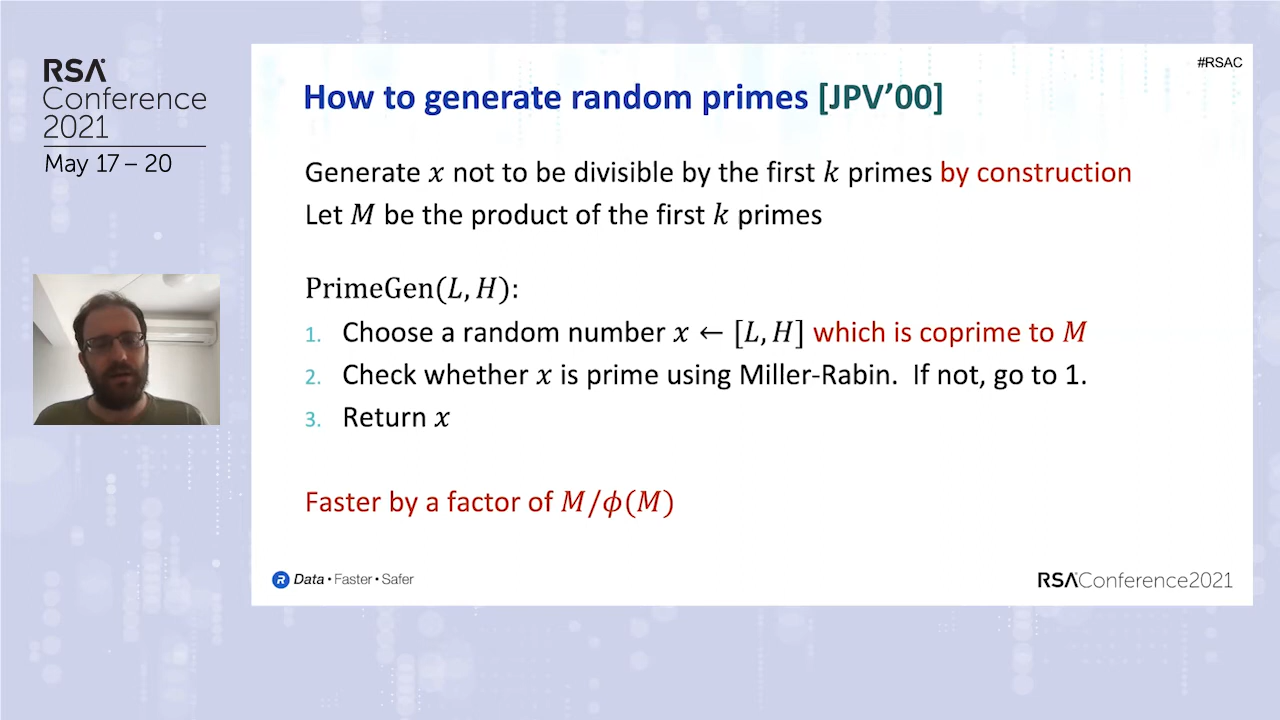 RSA
Conference
2021
May 17 – 20
#RSAC
How to generate random primes [JPV’00]
Generate x not to be divisible by the first k primes by construction
Let M be the product of the first k primes
PrimeGen(L, H):
1. Choose a random number x ← [L, H] which is coprime to M
2. Check whether x is prime using Miller-Rabin. If not, go to 1.
3. Return x
Faster by a factor of M/ϕ(M)
R Data • Faster • Safer
RSAConference2021